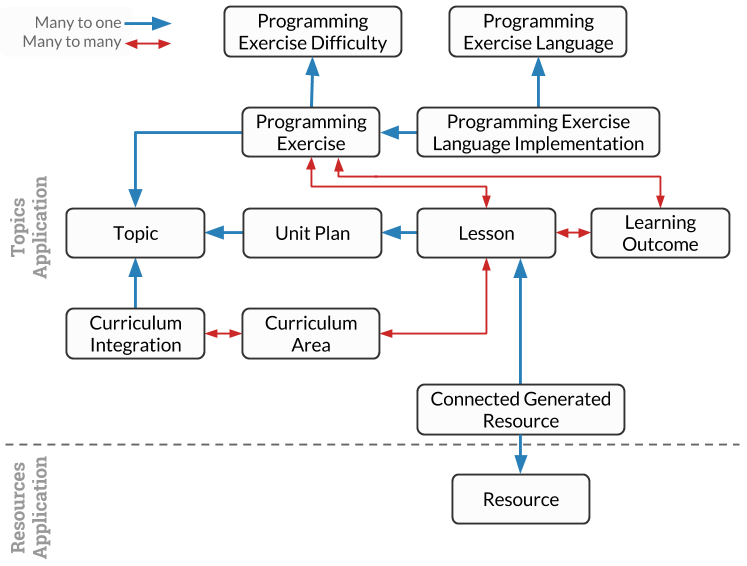 Many to one
Many to many
Programming
Exercise Difficulty
Programming
Exercise Language
Programming
Exercise
Programming Exercise
Language Implementation
Topics
Application
Topic
Unit Plan
Lesson
Learning
Outcome
Curriculum
Integration
Curriculum
Area
Connected Generated
Resource
Resources
Application
Resource